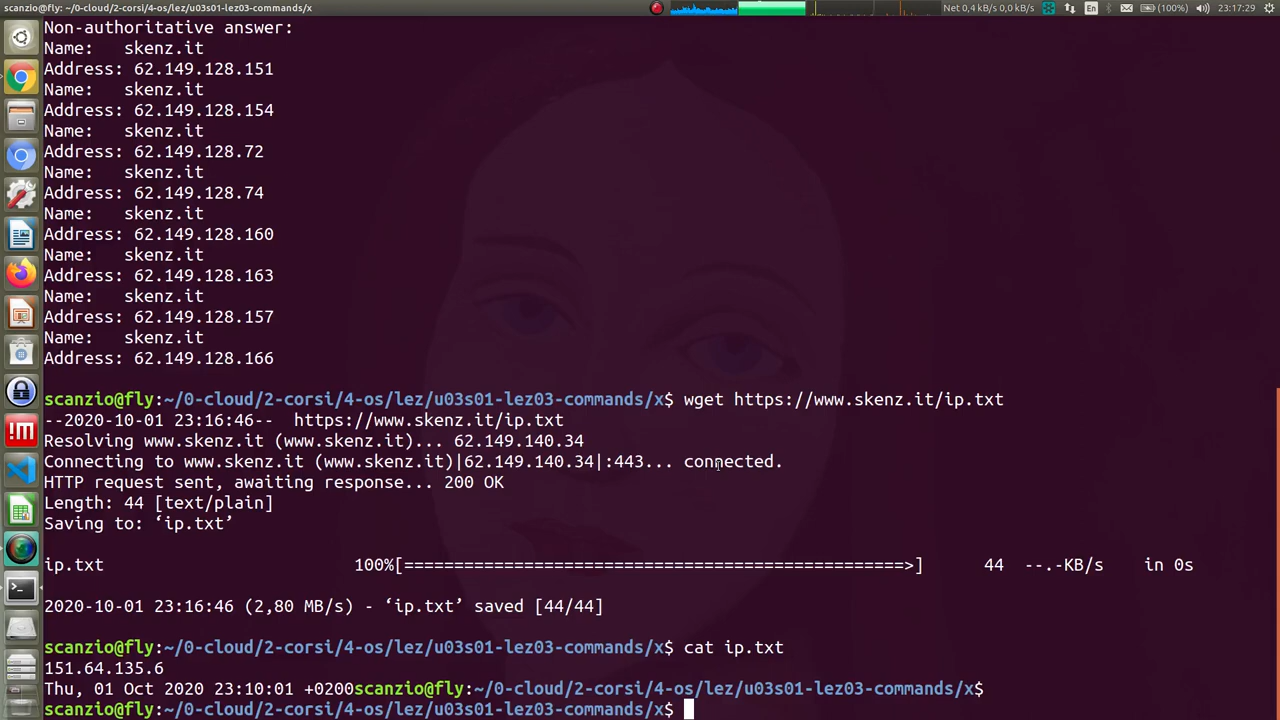 scanzio@fly: ~/0-cloud/2-corsi/4-os/lez/u03s01-lez03-commands/x
Net 0,4 kB/s 0,0 kB/s
En
(100%)
23:17:29
Non-authoritative answer:
Name:   skenz.it
Address: 62.149.128.151
Name:   skenz.it
Address: 62.149.128.154
Name:   skenz.it
Address: 62.149.128.72
Name:   skenz.it
Address: 62.149.128.74
Name:   skenz.it
Address: 62.149.128.160
Name:   skenz.it
Address: 62.149.128.163
Name:   skenz.it
Address: 62.149.128.157
Name:   skenz.it
Address: 62.149.128.166
scanzio@fly:~/0-cloud/2-corsi/4-os/lez/u03s01-lez03-commands/x$ wget https://www.skenz.it/ip.txt
--2020-10-01 23:16:46--  https://www.skenz.it/ip.txt
Resolving www.skenz.it (www.skenz.it)... 62.149.140.34
Connecting to www.skenz.it (www.skenz.it)|62.149.140.34|:443... connected.
HTTP request sent, awaiting response... 200 OK
Length: 44 [text/plain]
Saving to: ‘ip.txt’
ip.txt                         100%[==================================================>]      44  --.-KB/s    in 0s
2020-10-01 23:16:46 (2,80 MB/s) - ‘ip.txt’ saved [44/44]
scanzio@fly:~/0-cloud/2-corsi/4-os/lez/u03s01-lez03-commands/x$ cat ip.txt
151.64.135.6
Thu, 01 Oct 2020 23:10:01 +0200scanzio@fly:~/0-cloud/2-corsi/4-os/lez/u03s01-lez03-commands/x$
scanzio@fly:~/0-cloud/2-corsi/4-os/lez/u03s01-lez03-commands/x$